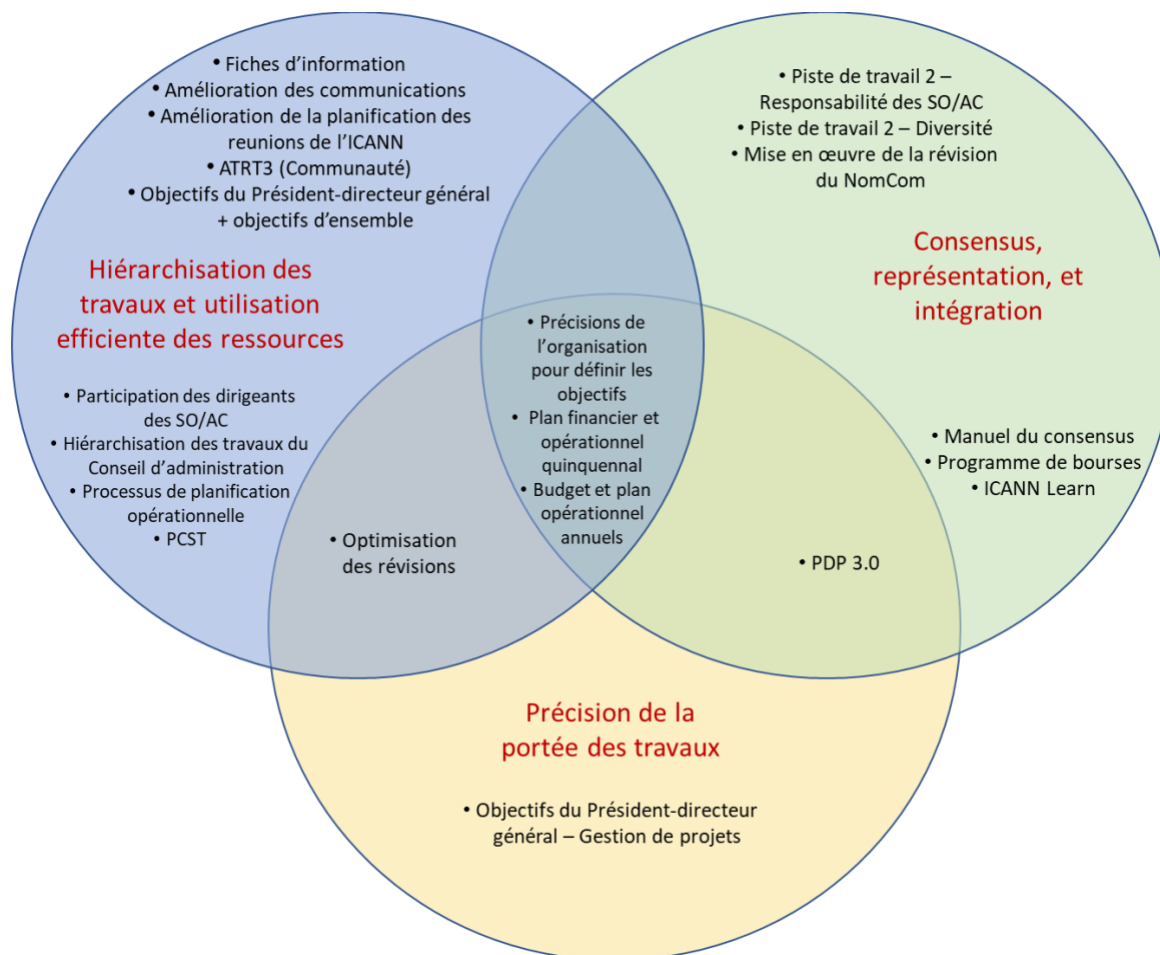 • Fiches d’information
• Amélioration des communications
• Amélioration de la planification des
reunions de l’ICANN
• ATRT3 (Communauté)
• Objectifs du Président-directeur général
+ objectifs d’ensemble
Hiérarchisation des
travaux et utilisation
efficiente des ressources
• Participation des dirigeants
des SO/AC
• Hiérarchisation des travaux du
Conseil d’administration
• Processus de planification
opérationnelle
• PCST
• Piste de travail 2 –
Responsabilité des SO/AC
• Piste de travail 2 – Diversité
• Mise en œuvre de la révision
du NomCom
Consensus,
représentation, et
intégration
• Manuel du consensus
• Programme de bourses
• ICANN Learn
• Précisions de
l’organisation
pour définir les
objectifs
• Plan financier et
opérationnel
quinquennal
• Budget et plan
opérationnel
annuels
• Optimisation
des révisions
• PDP 3.0
Précision de la
portée des travaux
• Objectifs du Président-directeur
général – Gestion de projets